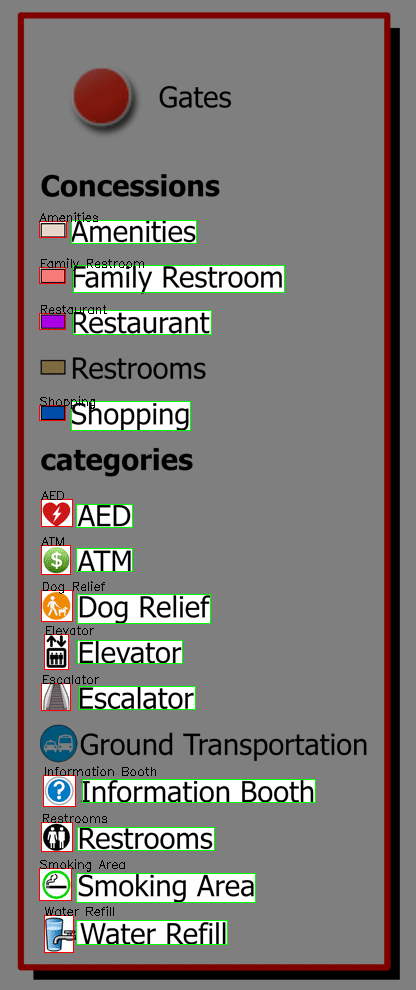 Gates
Concessions
Amenities
Amenities
Family Restroom
Family Restroom
Restaurant
Restaurant
Restrooms
Shopping
Shopping
categories
AED
AED
ATM
ATM
Dog Relief
Dog Relief
Elevator
Elevator
Escalator
Escalator
Ground Transportation
Information Booth
Information Booth
Restrooms
Restrooms
Smoking Area
Smoking Area
Water Refill
Water Refill